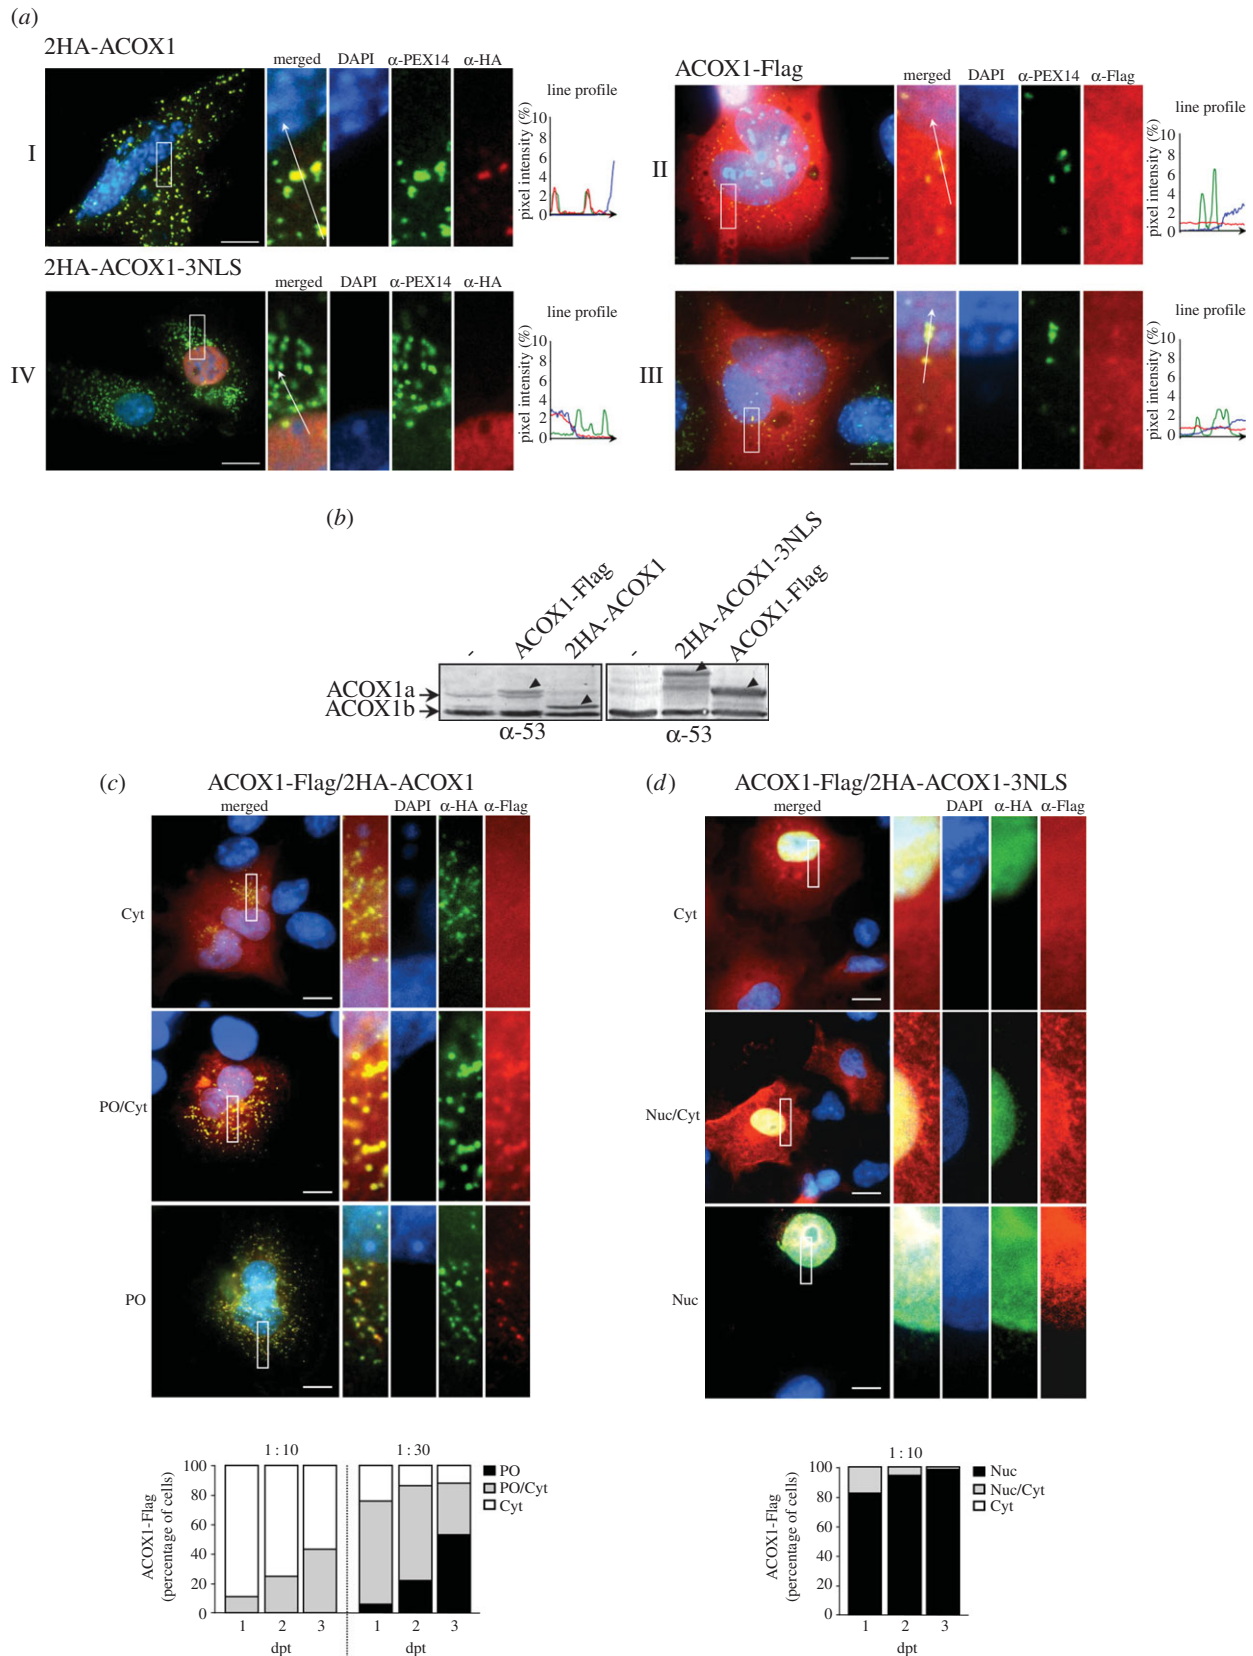 (a)
2HA-ACOX1
merged DAPI α-PEX14 α-HA
line profile
I
pixel intensity (%)
10
8
6
4
2
0
ACOX1-Flag
merged DAPI α-PEX14 α-Flag
line profile
II
pixel intensity (%)
10
8
6
4
2
0
2HA-ACOX1-3NLS
merged DAPI α-PEX14 α-HA
line profile
IV
pixel intensity (%)
10
8
6
4
2
0
line profile
III
pixel intensity (%)
10
8
6
4
2
0
(b)
- ACOX1-Flag 2HA-ACOX1
- 2HA-ACOX1-3NLS ACOX1-Flag
ACOX1a
ACOX1b
α-53 α-53
(c) ACOX1-Flag/2HA-ACOX1
merged DAPI α-HA α-Flag
Cyt
PO/Cyt
PO
1 : 10 1 : 30
ACOX1-Flag
(percentage of cells)
100
80
60
40
20
0
1 2 3 1 2 3
dpt dpt
PO
PO/Cyt
Cyt
(d) ACOX1-Flag/2HA-ACOX1-3NLS
merged DAPI α-HA α-Flag
Cyt
Nuc/Cyt
Nuc
1 : 10
ACOX1-Flag
(percentage of cells)
100
80
60
40
20
0
1 2 3
dpt
Nuc
Nuc/Cyt
Cyt